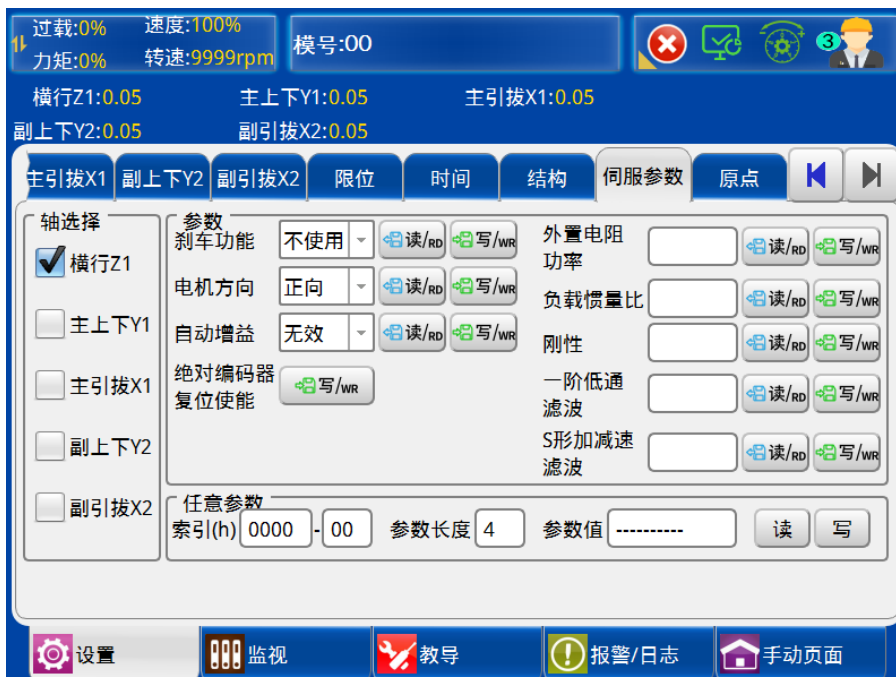 过载:0% 速度:100%
力矩:0% 转速:9999rpm
模号:00
3
横行Z1:0.05 主上下Y1:0.05 主引拔X1:0.05
副上下Y2:0.05 副引拔X2:0.05
主引拔X1 副上下Y2 副引拔X2 限位 时间 结构 伺服参数 原点
轴选择
横行Z1
主上下Y1
主引拔X1
副上下Y2
副引拔X2
参数
刹车功能 不使用 读/RD 写/WR
电机方向 正向 读/RD 写/WR
自动增益 无效 读/RD 写/WR
绝对编码器
复位使能 写/WR
外置电阻
功率 读/RD 写/WR
负载惯量比 读/RD 写/WR
刚性 读/RD 写/WR
一阶低通
滤波 读/RD 写/WR
S形加减速
滤波 读/RD 写/WR
任意参数
索引(h) 0000 - 00 参数长度 4 参数值 ---------- 读 写
设置 监视 教导 报警/日志 手动页面